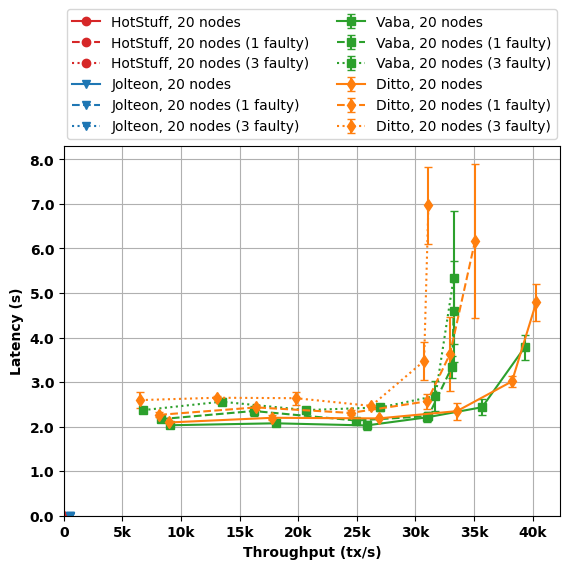 HotStuff, 20 nodes
HotStuff, 20 nodes (1 faulty)
HotStuff, 20 nodes (3 faulty)
Jolteon, 20 nodes
Jolteon, 20 nodes (1 faulty)
Jolteon, 20 nodes (3 faulty)
Vaba, 20 nodes
Vaba, 20 nodes (1 faulty)
Vaba, 20 nodes (3 faulty)
Ditto, 20 nodes
Ditto, 20 nodes (1 faulty)
Ditto, 20 nodes (3 faulty)
Latency (s)
8.0
7.0
6.0
5.0
4.0
3.0
2.0
1.0
0.0
0 5k 10k 15k 20k 25k 30k 35k 40k
Throughput (tx/s)